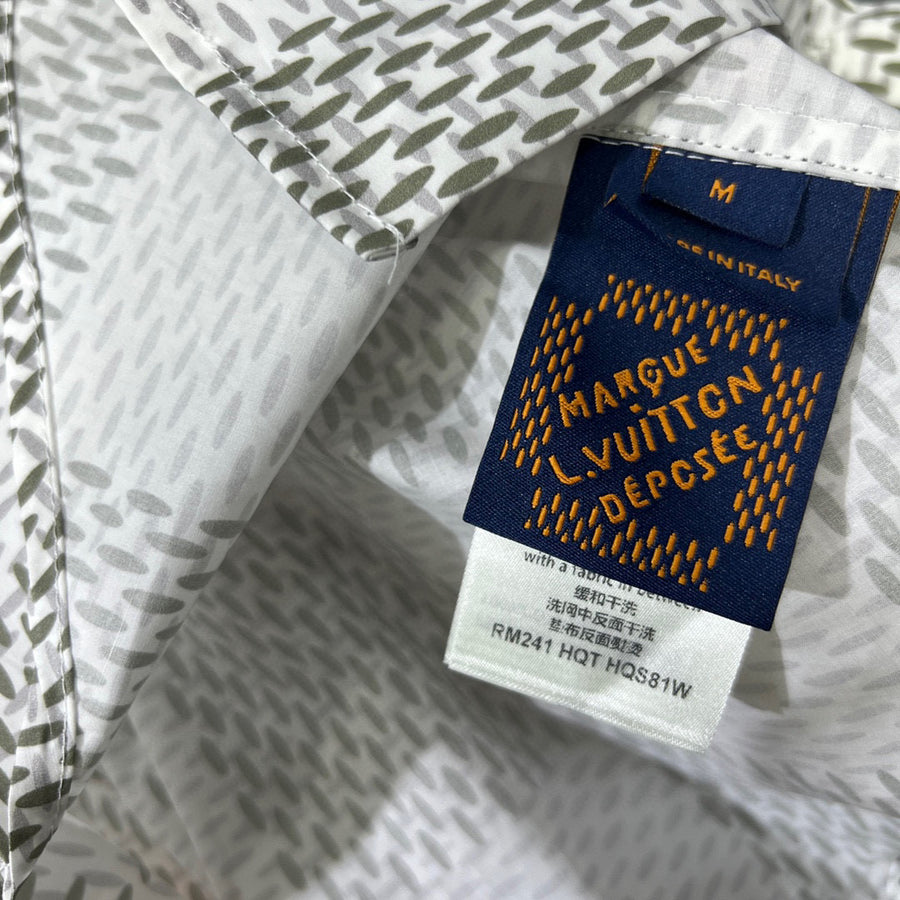 M
IN ITALY
MARQUE
L.VUITTON
DÉPOSÉE
with a fabric in between
缓和干洗
洗网中反面干洗
垫布反面熨烫
RM241 HQT HQS81W